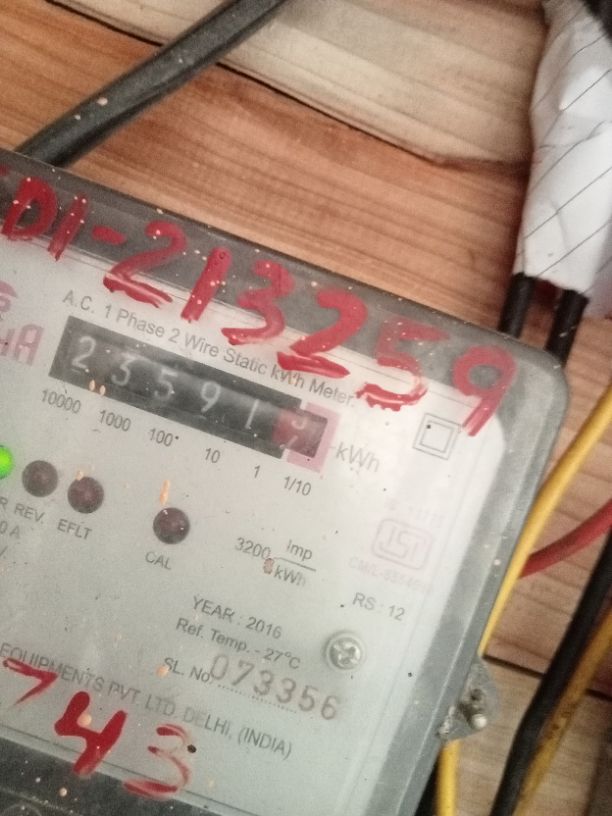 EDI-213259
A.C. 1 Phase 2 Wire Static kWh Meter
23591
kWh
10000 1000 100 10 1 1/10
REV. EFLT
CAL
3200 Imp
kWh
ISI
RS : 12
YEAR : 2016
Ref. Temp. - 27°C
SL. No. 073356
EQUIPMENTS PVT. LTD. DELHI, (INDIA)
743